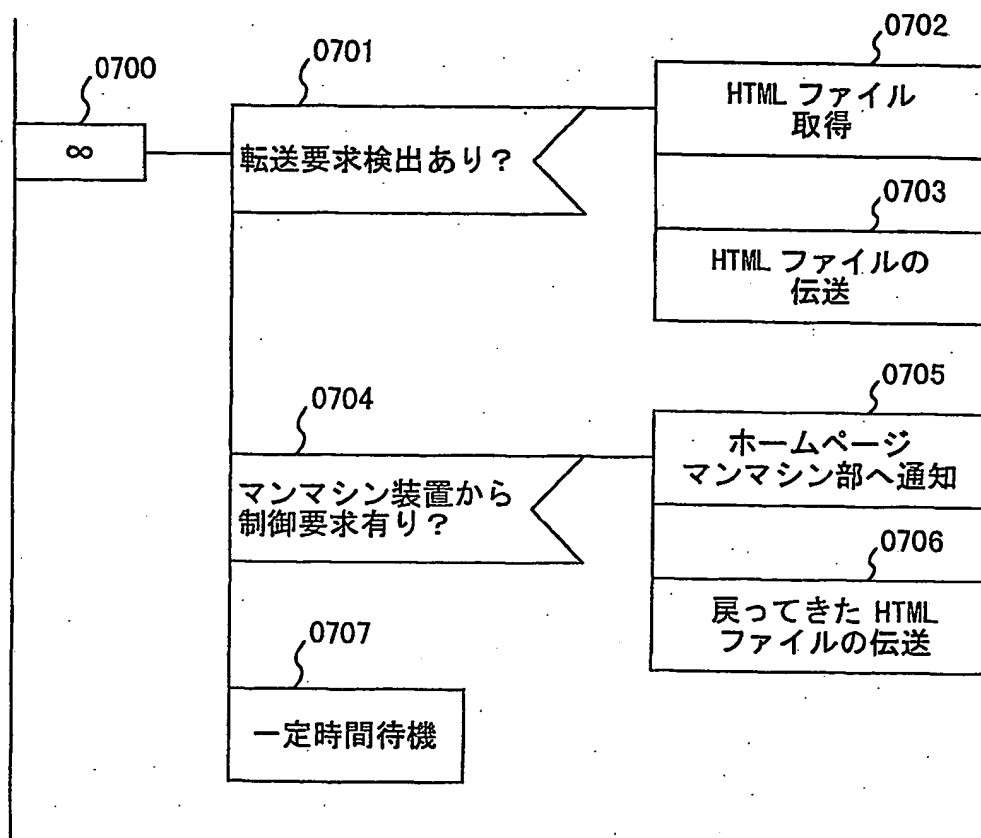 0700
∞
0701
転送要求検出あり？
0702
HTML ファイル
取得
0703
HTML ファイルの
伝送
0704
マンマシン装置から
制御要求有り？
0705
ホームページ
マンマシン部へ通知
0706
戻ってきた HTML
ファイルの伝送
0707
一定時間待機